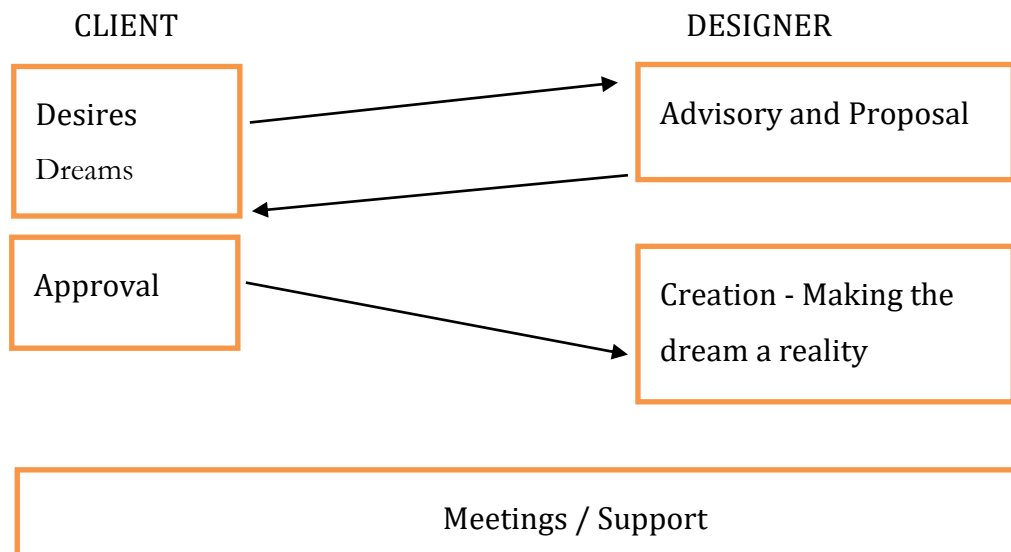 CLIENT
DESIGNER
Desires
Dreams
Advisory and Proposal
Approval
Creation - Making the
dream a reality
Meetings / Support